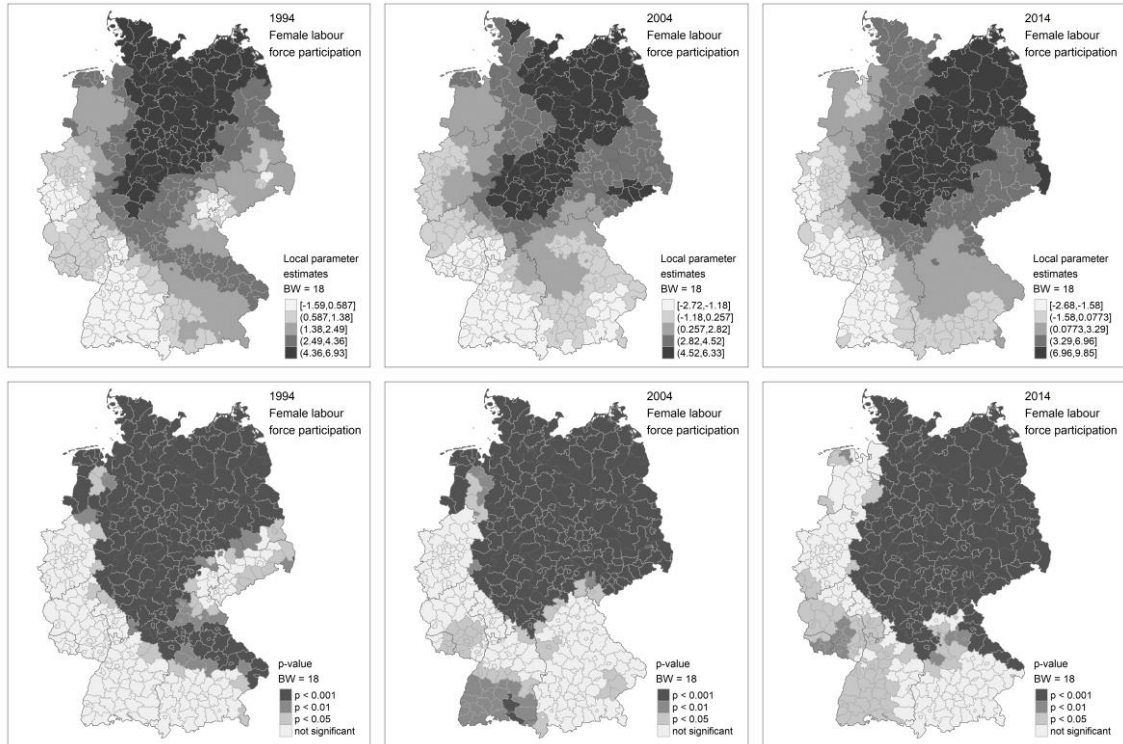 1994
Female labour
force participation
Local parameter
estimates
BW = 18
[-1.59,0.587]
(0.587,1.38]
(1.38,2.49]
(2.49,4.36]
(4.36,6.93]
2004
Female labour
force participation
Local parameter
estimates
BW = 18
[-2.72,-1.18]
(-1.18,0.257]
(0.257,2.82]
(2.82,4.52]
(4.52,6.33]
2014
Female labour
force participation
Local parameter
estimates
BW = 18
[-2.68,-1.58]
(-1.58,0.0773]
(0.0773,3.29]
(3.29,6.96]
(6.96,9.85]
1994
Female labour
force participation
p-value
BW = 18
p < 0.001
p < 0.01
p < 0.05
not significant
2004
Female labour
force participation
p-value
BW = 18
p < 0.001
p < 0.01
p < 0.05
not significant
2014
Female labour
force participation
p-value
BW = 18
p < 0.001
p < 0.01
p < 0.05
not significant